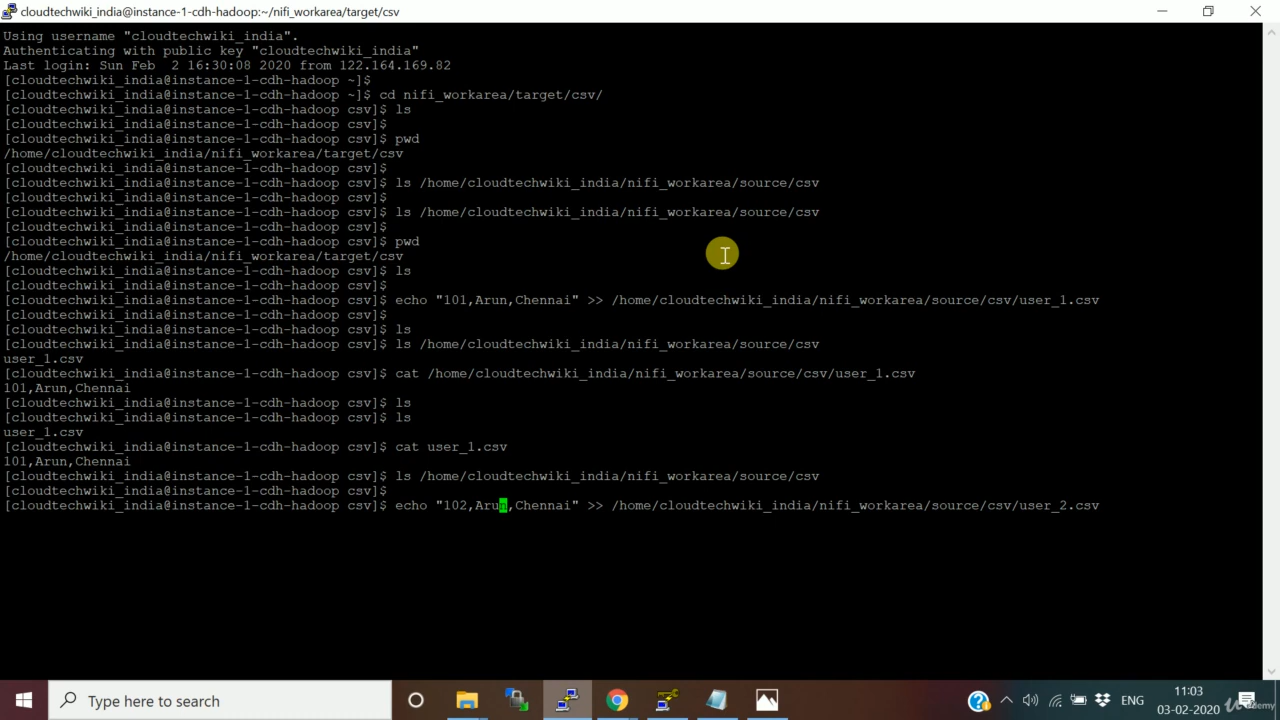 cloudtechwiki_india@instance-1-cdh-hadoop:~/nifi_workarea/target/csv
Using username "cloudtechwiki_india".
Authenticating with public key "cloudtechwiki_india"
Last login: Sun Feb  2 16:30:08 2020 from 122.164.169.82
[cloudtechwiki_india@instance-1-cdh-hadoop ~]$
[cloudtechwiki_india@instance-1-cdh-hadoop ~]$ cd nifi_workarea/target/csv/
[cloudtechwiki_india@instance-1-cdh-hadoop csv]$ ls
[cloudtechwiki_india@instance-1-cdh-hadoop csv]$
[cloudtechwiki_india@instance-1-cdh-hadoop csv]$ pwd
/home/cloudtechwiki_india/nifi_workarea/target/csv
[cloudtechwiki_india@instance-1-cdh-hadoop csv]$
[cloudtechwiki_india@instance-1-cdh-hadoop csv]$ ls /home/cloudtechwiki_india/nifi_workarea/source/csv
[cloudtechwiki_india@instance-1-cdh-hadoop csv]$
[cloudtechwiki_india@instance-1-cdh-hadoop csv]$ ls /home/cloudtechwiki_india/nifi_workarea/source/csv
[cloudtechwiki_india@instance-1-cdh-hadoop csv]$
[cloudtechwiki_india@instance-1-cdh-hadoop csv]$ pwd
/home/cloudtechwiki_india/nifi_workarea/target/csv
[cloudtechwiki_india@instance-1-cdh-hadoop csv]$ ls
[cloudtechwiki_india@instance-1-cdh-hadoop csv]$
[cloudtechwiki_india@instance-1-cdh-hadoop csv]$ echo "101,Arun,Chennai" >> /home/cloudtechwiki_india/nifi_workarea/source/csv/user_1.csv
[cloudtechwiki_india@instance-1-cdh-hadoop csv]$
[cloudtechwiki_india@instance-1-cdh-hadoop csv]$ ls
[cloudtechwiki_india@instance-1-cdh-hadoop csv]$ ls /home/cloudtechwiki_india/nifi_workarea/source/csv
user_1.csv
[cloudtechwiki_india@instance-1-cdh-hadoop csv]$ cat /home/cloudtechwiki_india/nifi_workarea/source/csv/user_1.csv
101,Arun,Chennai
[cloudtechwiki_india@instance-1-cdh-hadoop csv]$ ls
[cloudtechwiki_india@instance-1-cdh-hadoop csv]$ ls
user_1.csv
[cloudtechwiki_india@instance-1-cdh-hadoop csv]$ cat user_1.csv
101,Arun,Chennai
[cloudtechwiki_india@instance-1-cdh-hadoop csv]$ ls /home/cloudtechwiki_india/nifi_workarea/source/csv
[cloudtechwiki_india@instance-1-cdh-hadoop csv]$
[cloudtechwiki_india@instance-1-cdh-hadoop csv]$ echo "102,Arun,Chennai" >> /home/cloudtechwiki_india/nifi_workarea/source/csv/user_2.csv
Type here to search
ENG
11:03
03-02-2020
Udemy